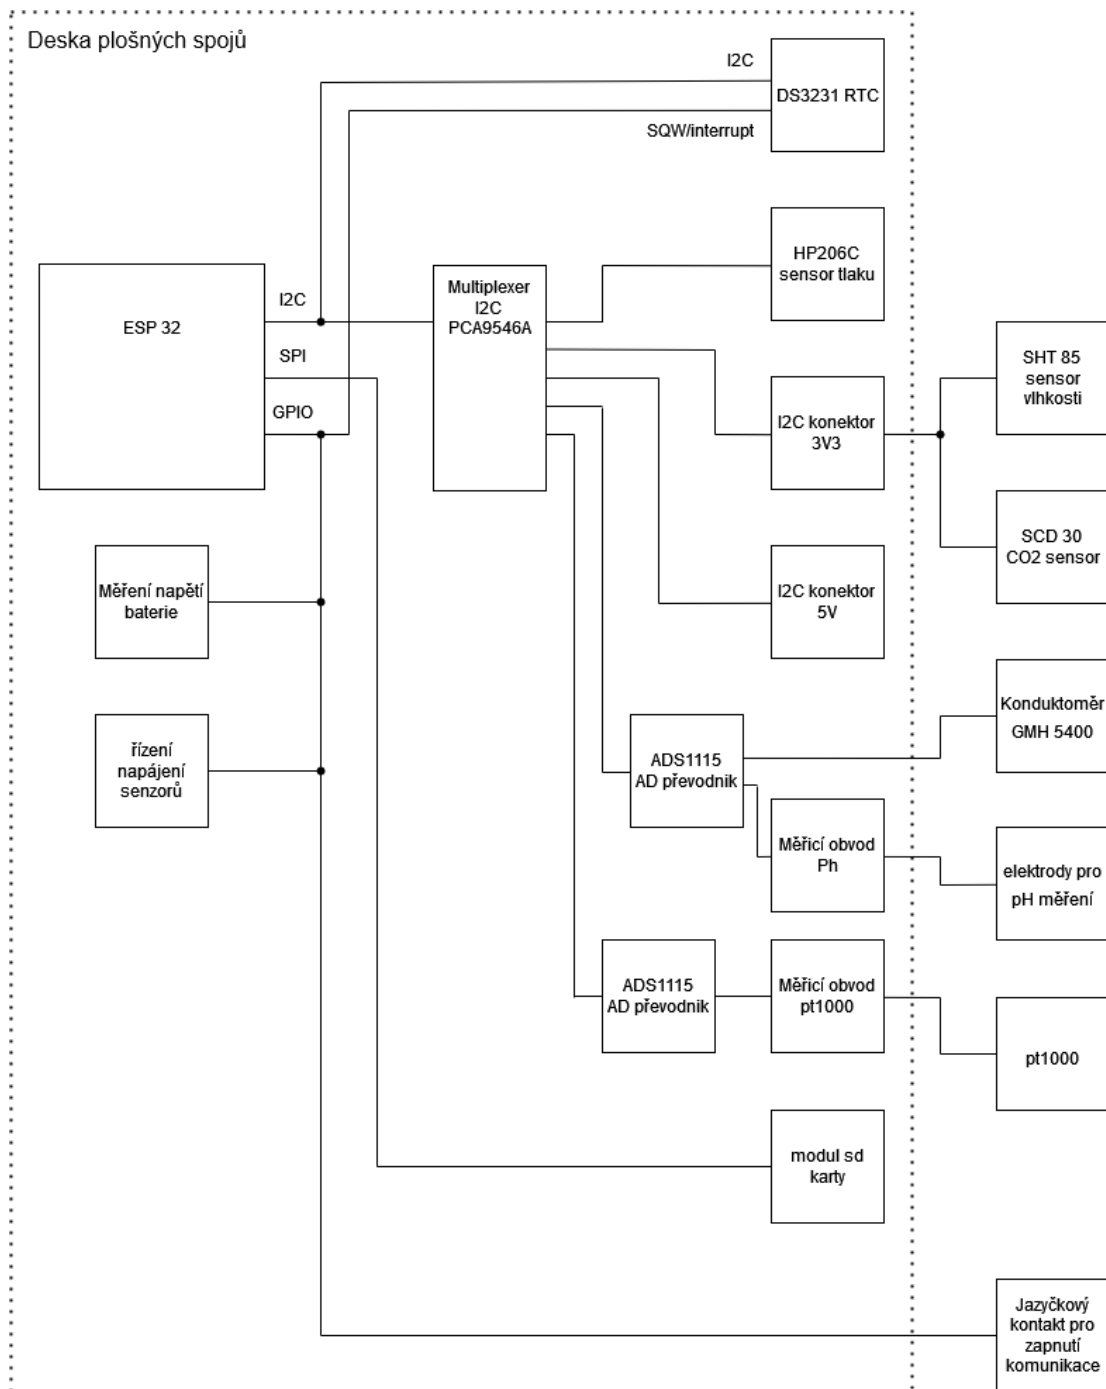 Deska plošných spojů
I2C
DS3231 RTC
SQW/interrupt
HP206C
sensor tlaku
ESP 32
I2C
SPI
GPIO
Multiplexer
I2C
PCA9546A
I2C konektor
3V3
SHT 85
sensor
vlhkosti
SCD 30
CO2 sensor
Měření napětí
baterie
I2C konektor
5V
řízení
napájení
senzorů
ADS1115
AD převodnik
Konduktoměr
GMH 5400
Měřicí obvod
Ph
elektrody pro
pH měření
ADS1115
AD převodnik
Měřicí obvod
pt1000
pt1000
modul sd
karty
Jazyčkový
kontakt pro
zapnutí
komunikace